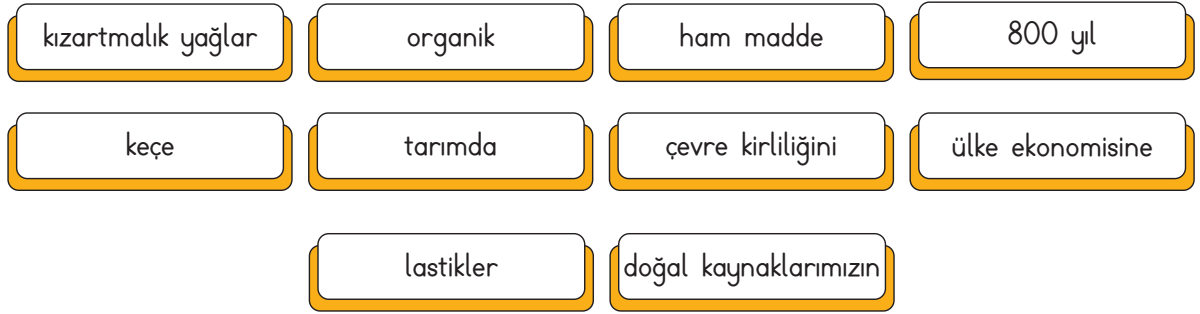 kızartmalık yağlar
organik
ham madde
800 yıl
keçe
tarımda
çevre kirliliğini
ülke ekonomisine
lastikler
doğal kaynaklarımızın